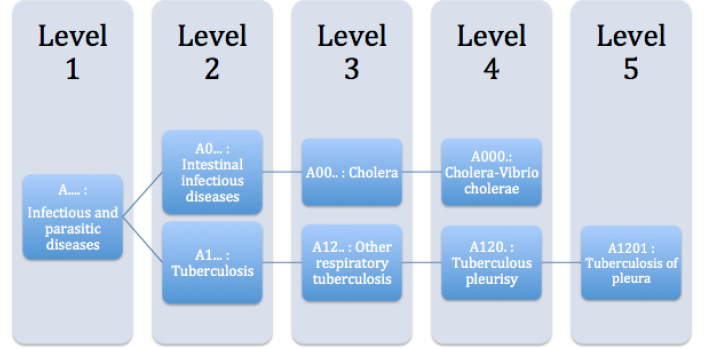 Level
1
Level
2
Level
3
Level
4
Level
5
A.... :
Infectious and
parasitic
diseases
A0... :
Intestinal
infectious
diseases
A00.. : Cholera
A000.:
Cholera-Vibrio
cholerae
A1... :
Tuberculosis
A12.. : Other
respiratory
tuberculosis
A120. :
Tuberculous
pleurisy
A1201 :
Tuberculosis of
pleura